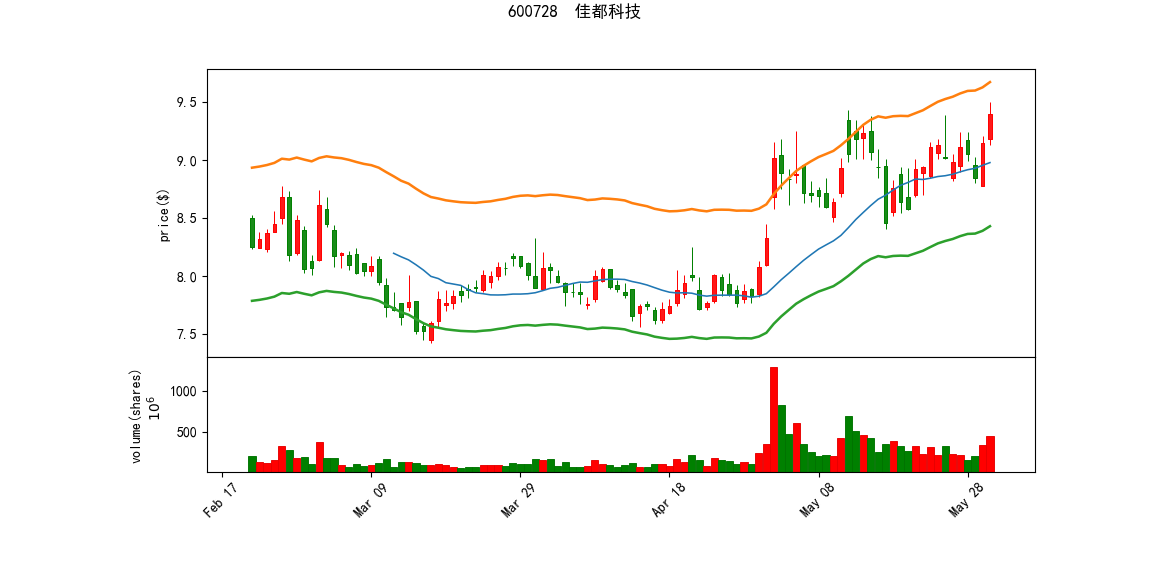 600728 佳都科技
price($)
9.5
9.0
8.5
8.0
7.5
volume(shares)
10^6
1000
500
Feb 17
Mar 09
Mar 29
Apr 18
May 08
May 28